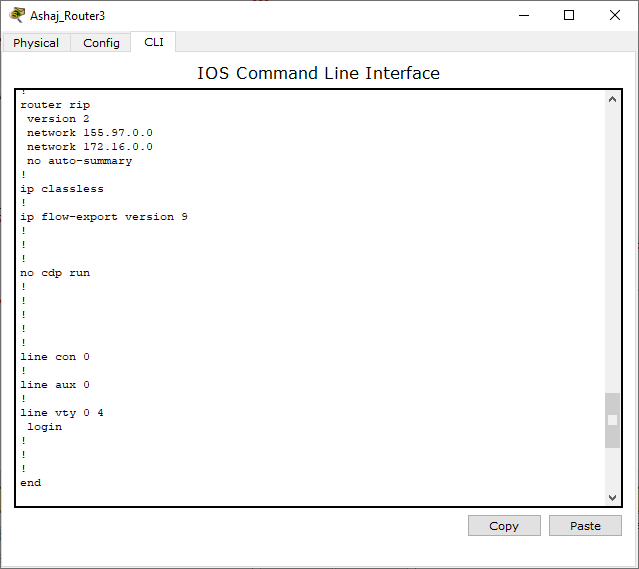 Ashaj_Router3
Physical Config CLI
IOS Command Line Interface
!
router rip
 version 2
 network 155.97.0.0
 network 172.16.0.0
 no auto-summary
!
ip classless
!
ip flow-export version 9
!
!
!
no cdp run
!
!
!
!
!
line con 0
!
line aux 0
!
line vty 0 4
 login
!
!
!
end
Copy Paste